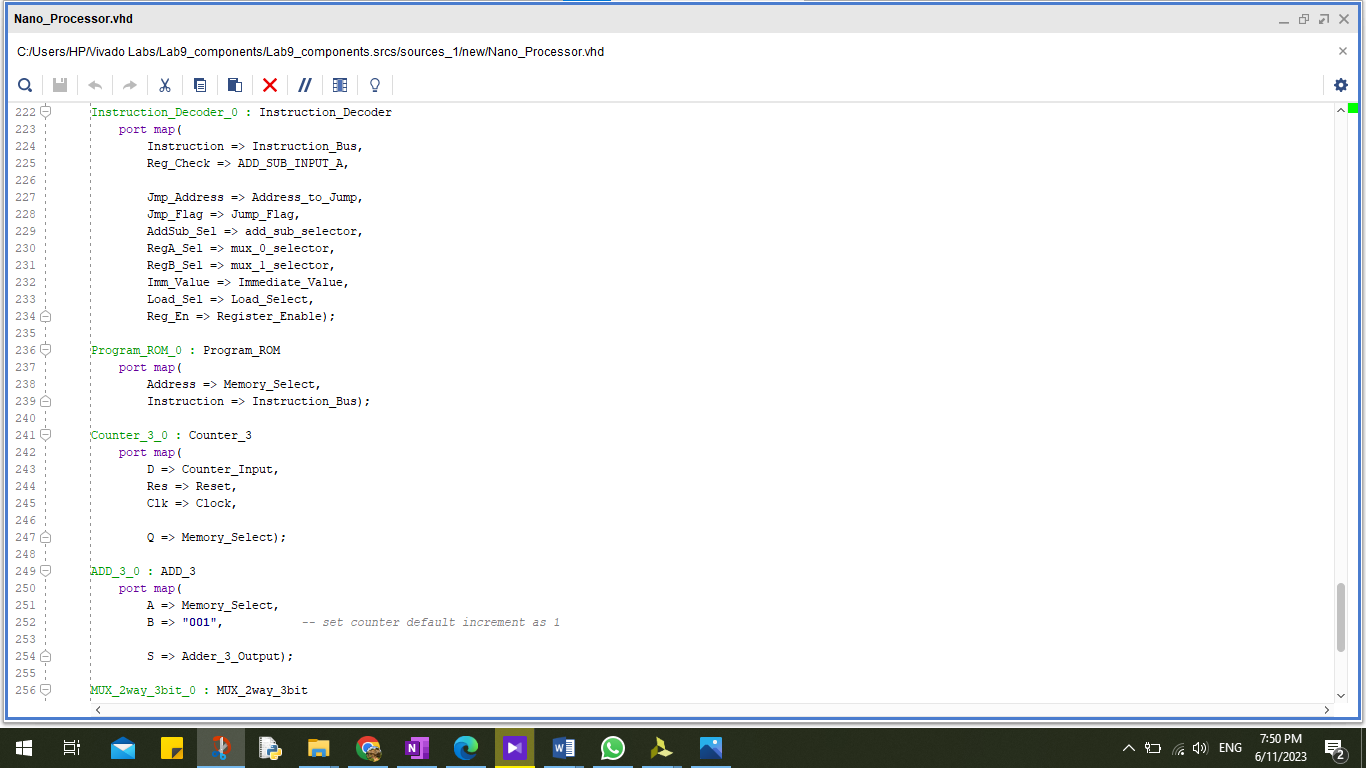 Nano_Processor.vhd
C:/Users/HP/Vivado Labs/Lab9_components/Lab9_components.srcs/sources_1/new/Nano_Processor.vhd
222 Instruction_Decoder_0 : Instruction_Decoder
223 port map(
224 Instruction => Instruction_Bus,
225 Reg_Check => ADD_SUB_INPUT_A,
226
227 Jmp_Address => Address_to_Jump,
228 Jmp_Flag => Jump_Flag,
229 AddSub_Sel => add_sub_selector,
230 RegA_Sel => mux_0_selector,
231 RegB_Sel => mux_1_selector,
232 Imm_Value => Immediate_Value,
233 Load_Sel => Load_Select,
234 Reg_En => Register_Enable);
235
236 Program_ROM_0 : Program_ROM
237 port map(
238 Address => Memory_Select,
239 Instruction => Instruction_Bus);
240
241 Counter_3_0 : Counter_3
242 port map(
243 D => Counter_Input,
244 Res => Reset,
245 Clk => Clock,
246
247 Q => Memory_Select);
248
249 ADD_3_0 : ADD_3
250 port map(
251 A => Memory_Select,
252 B => "001", -- set counter default increment as 1
253
254 S => Adder_3_Output);
255
256 MUX_2way_3bit_0 : MUX_2way_3bit
ENG
7:50 PM
6/11/2023
2